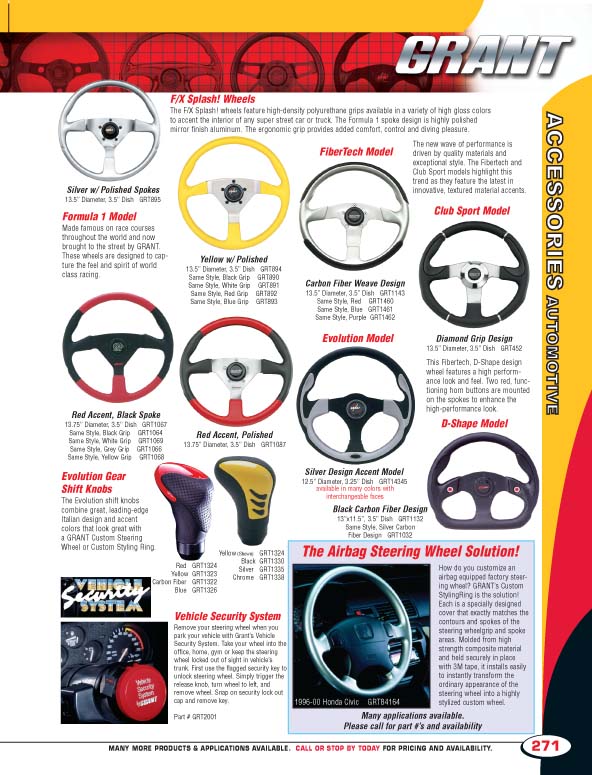 GRANT
F/X Splash! Wheels
The F/X Splash! wheels feature high-density polyurethane grips available in a variety of high gloss colors
to accent the interior of any super street car or truck. The Formula 1 spoke design is highly polished
mirror finish aluminum. The ergonomic grip provides added comfort, control and diving pleasure.
Silver w/ Polished Spokes
13.5" Diameter, 3.5" Dish GRT895
Formula 1 Model
Made famous on race courses
throughout the world and now
brought to the street by GRANT.
These wheels are designed to cap-
ture the feel and spirit of world
class racing.
Yellow w/ Polished
13.5" Diameter, 3.5" Dish GRT894
Same Style, Black Grip GRT890
Same Style, White Grip GRT891
Same Style, Red Grip GRT892
Same Style, Blue Grip GRT893
FiberTech Model
The new wave of performance is
driven by quality materials and
exceptional style. The Fibertech and
Club Sport models highlight this
trend as they feature the latest in
innovative, textured material accents.
Carbon Fiber Weave Design
13.5" Diameter, 3.5" Dish GRT1143
Same Style, Red GRT1460
Same Style, Blue GRT1461
Same Style, Purple GRT1462
Club Sport Model
Diamond Grip Design
13.5" Diameter, 3.5" Dish GRT452
Red Accent, Black Spoke
13.75" Diameter, 3.5" Dish GRT1067
Same Style, Black Grip GRT1064
Same Style, White Grip GRT1069
Same Style, Grey Grip GRT1066
Same Style, Yellow Grip GRT1068
Red Accent, Polished
13.75" Diameter, 3.5" Dish GRT1087
Evolution Model
Silver Design Accent Model
12.5" Diameter, 3.25" Dish GRT14345
available in many colors with
interchangeable faces
This Fibertech, D-Shape design
wheel features a high perform-
ance look and feel. Two red, func-
tioning horn buttons are mounted
on the spokes to enhance the
high-performance look.
D-Shape Model
Black Carbon Fiber Design
13"x11.5", 3.5" Dish GRT1132
Same Style, Silver Carbon
Fiber Design GRT1032
Evolution Gear
Shift Knobs
The Evolution shift knobs
combine great, leading-edge
Italian design and accent
colors that look great with
a GRANT Custom Steering
Wheel or Custom Styling Ring.
Red GRT1324
Yellow GRT1323
Carbon Fiber GRT1322
Blue GRT1326
Yellow (Shown) GRT1324
Black GRT1330
Silver GRT1335
Chrome GRT1338
VEHICLE
SECURITY
SYSTEM
Vehicle
Security
System
by GRANT
Vehicle Security System
Remove your steering wheel when you
park your vehicle with Grant's Vehicle
Security System. Take your wheel into the
office, home, gym or keep the steering
wheel locked out of sight in vehicle's
trunk. First use the flagged security key to
unlock steering wheel. Simply trigger the
release knob, turn wheel to left, and
remove wheel. Snap on security lock out
cap and remove key.
Part # GRT2001
The Airbag Steering Wheel Solution!
How do you customize an
airbag equipped factory steer-
ing wheel? GRANT's Custom
StylingRing is the solution!
Each is a specially designed
cover that exactly matches the
contours and spokes of the
steering wheelgrip and spoke
areas. Molded from high
strength composite material
and held securely in place
with 3M tape, it installs easily
to instantly transform the
ordinary appearance of the
steering wheel into a highly
stylized custom wheel.
1996-00 Honda Civic GRT84164
Many applications available.
Please call for part #'s and availability
ACCESSORIES AUTOMOTIVE
MANY MORE PRODUCTS & APPLICATIONS AVAILABLE. CALL OR STOP BY TODAY FOR PRICING AND AVAILABILITY.
271